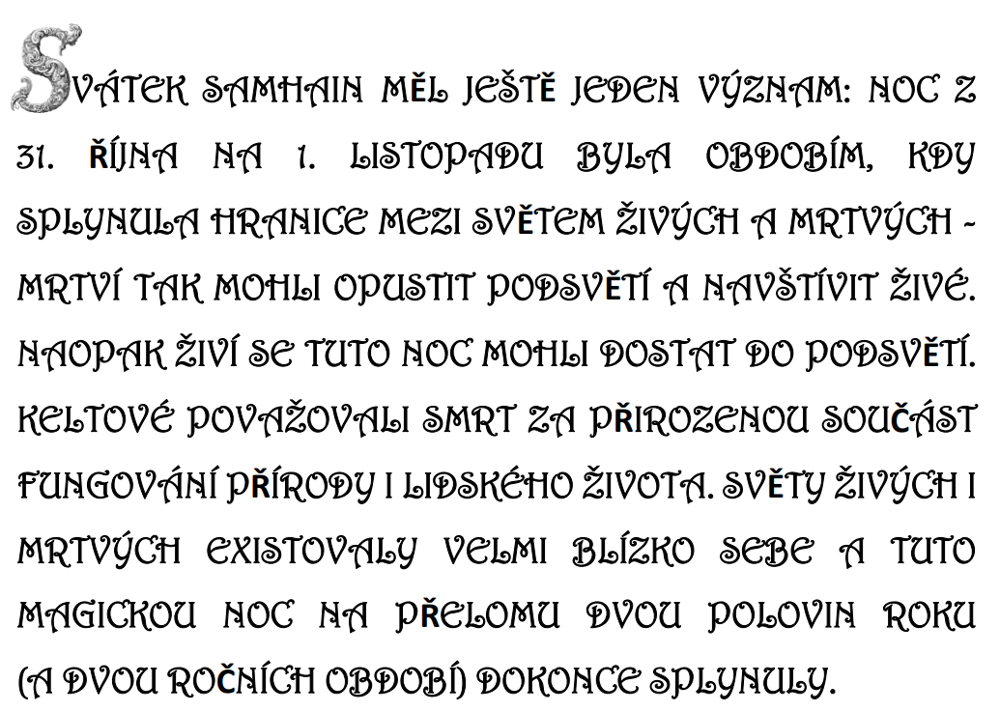 SVÁTEK SAMHAIN MĚL JEŠTĚ JEDEN VÝZNAM: NOC Z
31. ŘÍJNA NA 1. LISTOPADU BYLA OBDOBÍM, KDY
SPLYNULA HRANICE MEZI SVĚTEM ŽIVÝCH A MRTVÝCH -
MRTVÍ TAK MOHLI OPUSTIT PODSVĚTÍ A NAVŠTÍVIT ŽIVÉ.
NAOPAK ŽIVÍ SE TUTO NOC MOHLI DOSTAT DO PODSVĚTÍ.
KELTOVÉ POVAŽOVALI SMRT ZA PŘIROZENOU SOUČÁST
FUNGOVÁNÍ PŘÍRODY I LIDSKÉHO ŽIVOTA. SVĚTY ŽIVÝCH I
MRTVÝCH EXISTOVALY VELMI BLÍZKO SEBE A TUTO
MAGICKOU NOC NA PŘELOMU DVOU POLOVIN ROKU
(A DVOU ROČNÍCH OBDOBÍ) DOKONCE SPLYNULY.